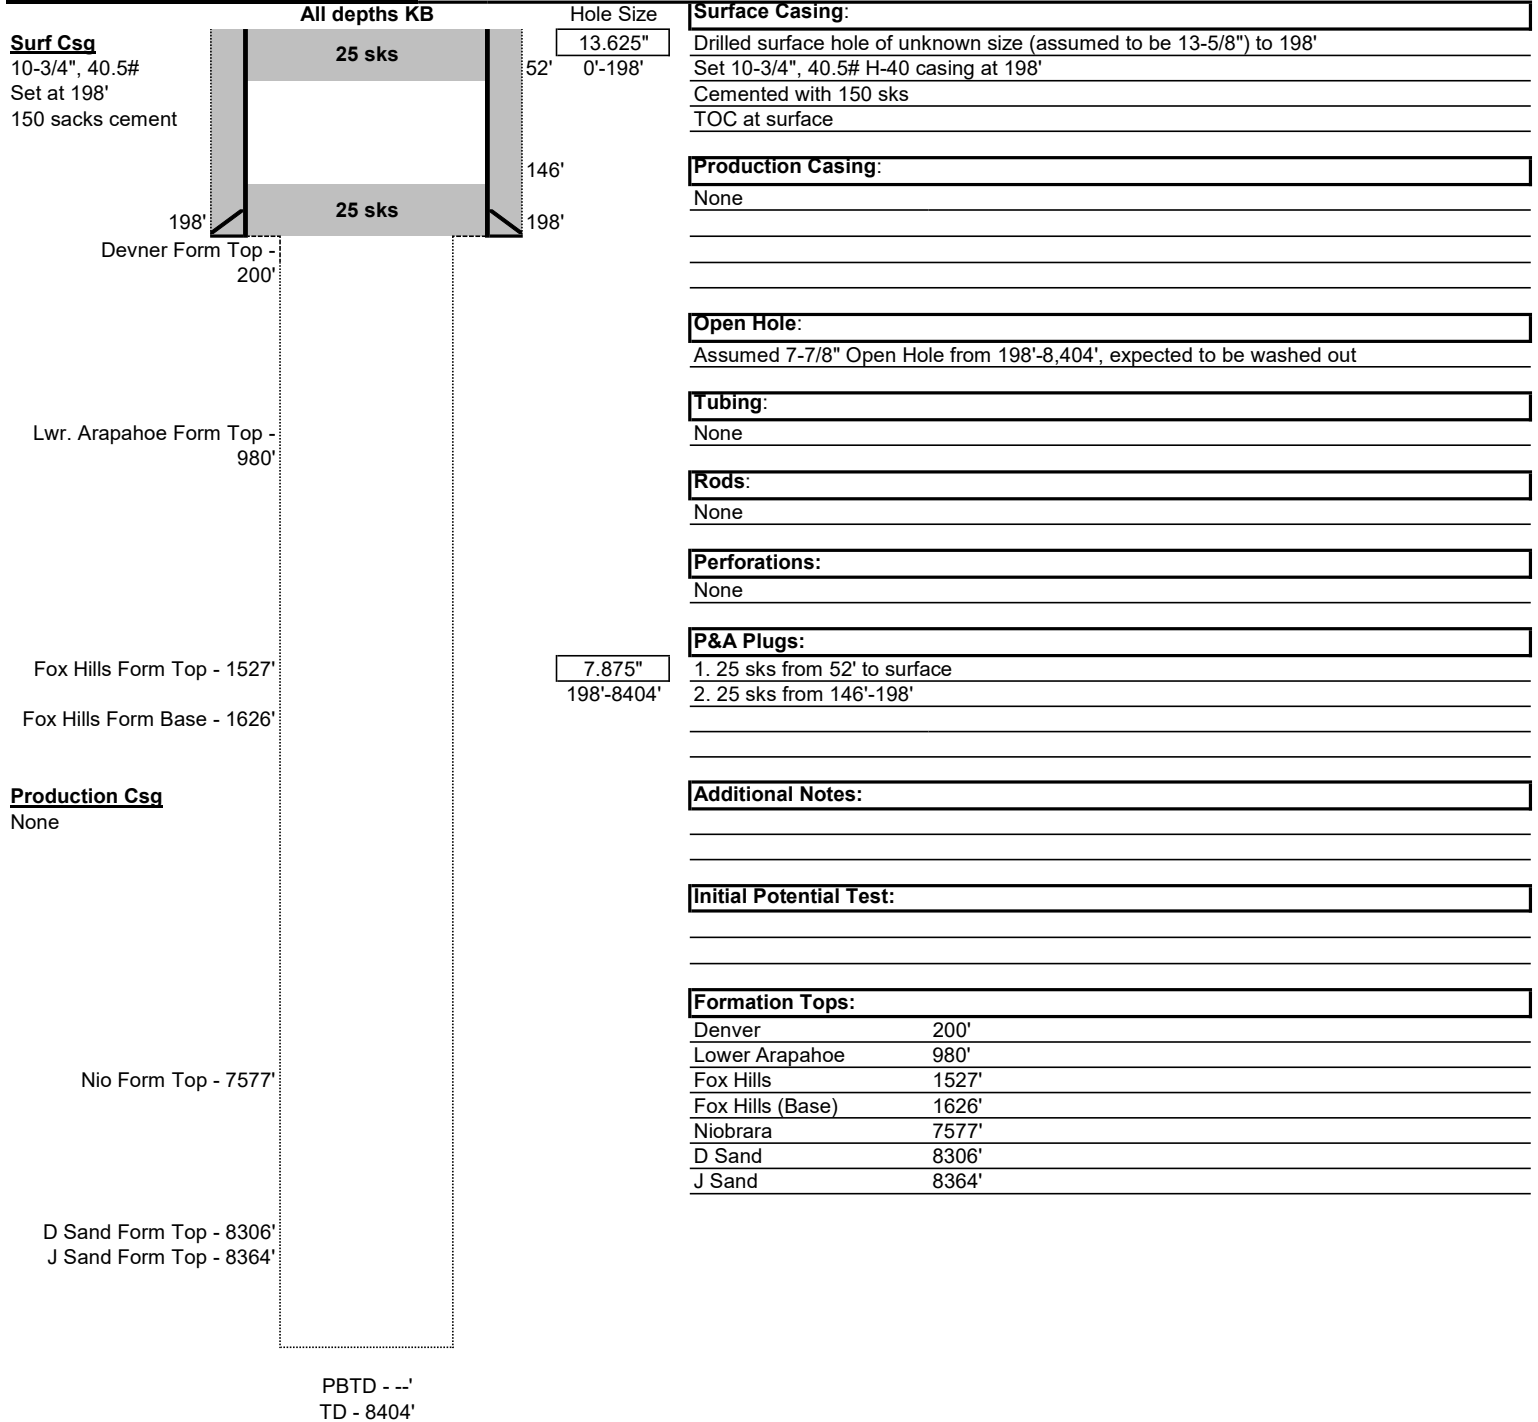 All depths KB
Hole Size
Surf Csg
10-3/4", 40.5#
Set at 198'
150 sacks cement
25 sks
52'
13.625"
0'-198'
146'
25 sks
198'
198'
Devner Form Top -
200'
Lwr. Arapahoe Form Top -
980'
Fox Hills Form Top - 1527'
7.875"
198'-8404'
Fox Hills Form Base - 1626'
Production Csg
None
Nio Form Top - 7577'
D Sand Form Top - 8306'
J Sand Form Top - 8364'
PBTD - --'
TD - 8404'
Surface Casing:
Drilled surface hole of unknown size (assumed to be 13-5/8") to 198'
Set 10-3/4", 40.5# H-40 casing at 198'
Cemented with 150 sks
TOC at surface
Production Casing:
None
Open Hole:
Assumed 7-7/8" Open Hole from 198'-8,404', expected to be washed out
Tubing:
None
Rods:
None
Perforations:
None
P&A Plugs:
1. 25 sks from 52' to surface
2. 25 sks from 146'-198'
Additional Notes:
Initial Potential Test:
Formation Tops:
Denver 200'
Lower Arapahoe 980'
Fox Hills 1527'
Fox Hills (Base) 1626'
Niobrara 7577'
D Sand 8306'
J Sand 8364'